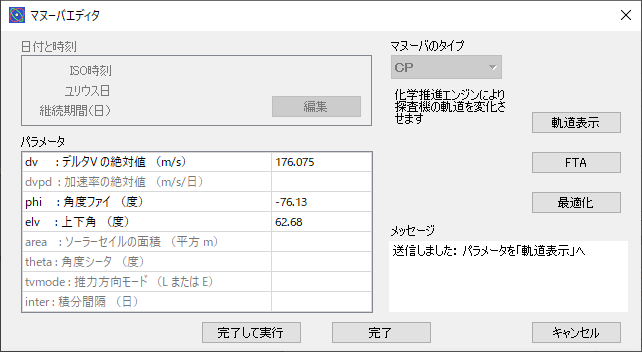 マヌーバエディタ
日付と時刻
ISO時刻
ユリウス日
継続期間(日)
編集
マヌーバのタイプ
CP
化学推進エンジンにより
探査機の軌道を変化さ
せます
軌道表示
FTA
最適化
パラメータ
dv : デルタV の絶対値 (m/s) 176.075
dvpd : 加速率の絶対値 (m/s/日)
phi : 角度ファイ (度) -76.13
elv : 上下角 (度) 62.68
area : ソーラーセイルの面積 (平方 m)
theta : 角度シータ (度)
tvmode : 推力方向モード (L または E)
inter : 積分間隔 (日)
メッセージ
送信しました: パラメータを「軌道表示」へ
完了して実行
完了
キャンセル